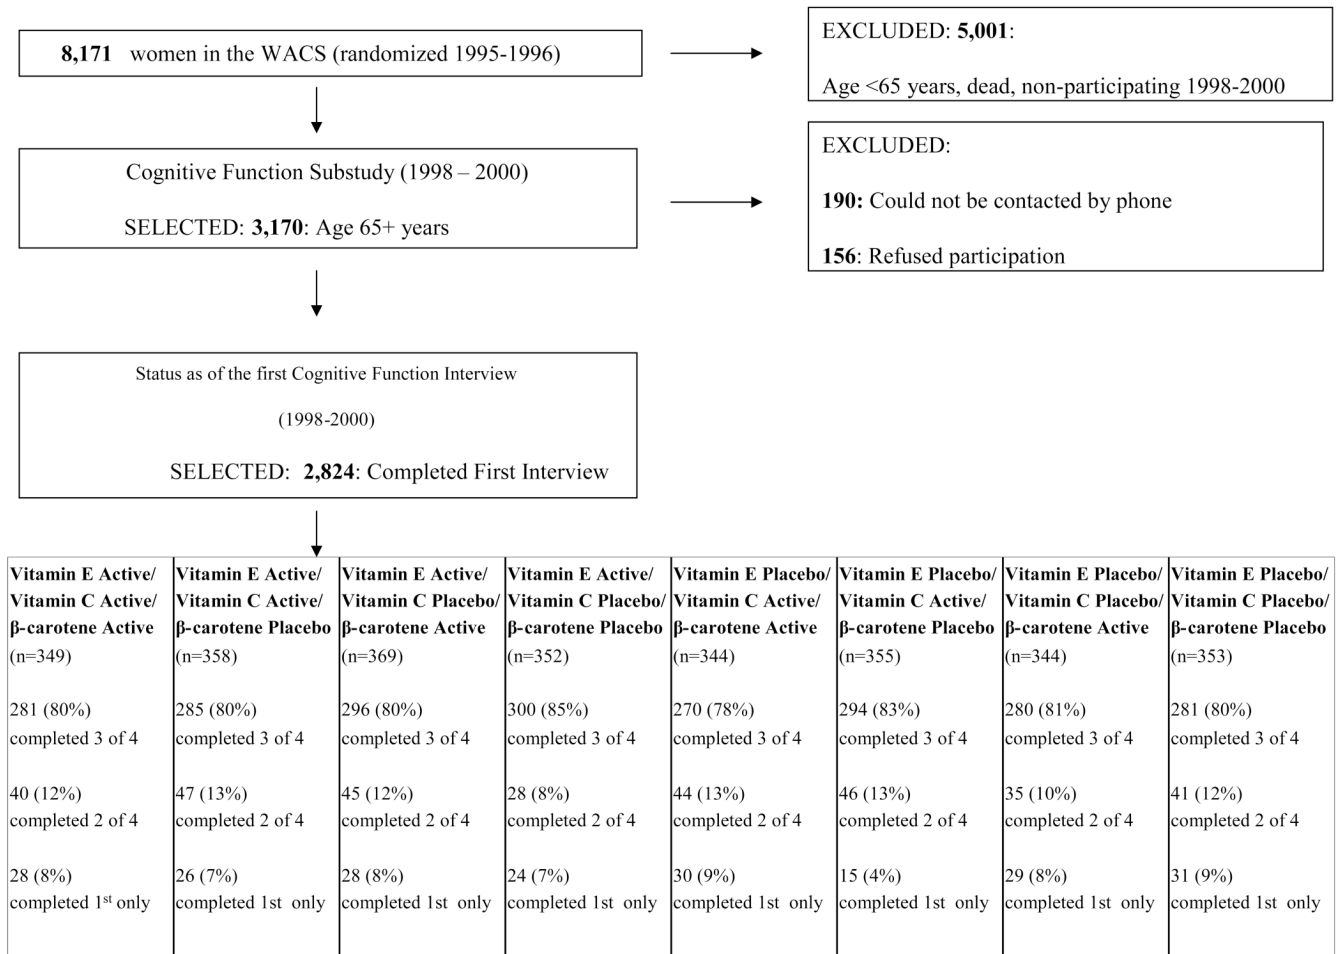 8,171 women in the WACS (randomized 1995-1996)
EXCLUDED: 5,001:
Age <65 years, dead, non-participating 1998-2000
Cognitive Function Substudy (1998 – 2000)
SELECTED: 3,170: Age 65+ years
EXCLUDED:
190: Could not be contacted by phone
156: Refused participation
Status as of the first Cognitive Function Interview
(1998-2000)
SELECTED: 2,824: Completed First Interview
Vitamin E Active/
Vitamin C Active/
β-carotene Active
(n=349)
281 (80%)
completed 3 of 4
40 (12%)
completed 2 of 4
28 (8%)
completed 1st only
Vitamin E Active/
Vitamin C Active/
β-carotene Placebo
(n=358)
285 (80%)
completed 3 of 4
47 (13%)
completed 2 of 4
26 (7%)
completed 1st only
Vitamin E Active/
Vitamin C Placebo/
β-carotene Active
(n=369)
296 (80%)
completed 3 of 4
45 (12%)
completed 2 of 4
28 (8%)
completed 1st only
Vitamin E Active/
Vitamin C Placebo/
β-carotene Placebo
(n=352)
300 (85%)
completed 3 of 4
28 (8%)
completed 2 of 4
24 (7%)
completed 1st only
Vitamin E Placebo/
Vitamin C Active/
β-carotene Active
(n=344)
270 (78%)
completed 3 of 4
44 (13%)
completed 2 of 4
30 (9%)
completed 1st only
Vitamin E Placebo/
Vitamin C Active/
β-carotene Placebo
(n=355)
294 (83%)
completed 3 of 4
46 (13%)
completed 2 of 4
15 (4%)
completed 1st only
Vitamin E Placebo/
Vitamin C Placebo/
β-carotene Active
(n=344)
280 (81%)
completed 3 of 4
35 (10%)
completed 2 of 4
29 (8%)
completed 1st only
Vitamin E Placebo/
Vitamin C Placebo/
β-carotene Placebo
(n=353)
281 (80%)
completed 3 of 4
41 (12%)
completed 2 of 4
31 (9%)
completed 1st only